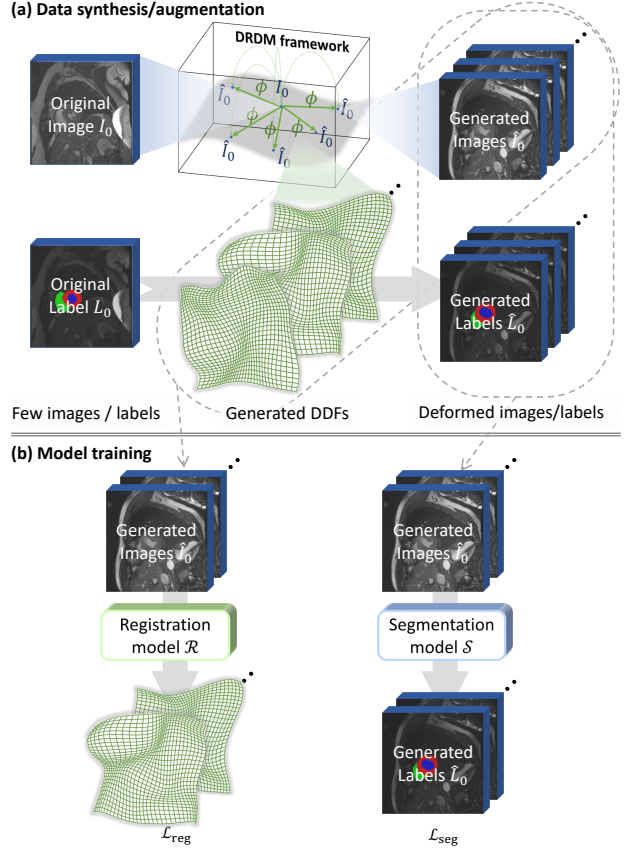 (a) Data synthesis/augmentation
DRDM framework
Original
Image I₀
I₀
ϕ
ϕ
ϕ
ϕ
ϕ
Î₀
Î₀
Î₀
Î₀
Î₀
Generated
Images Î₀
Original
Label L₀
Generated
Labels L̂₀
Few images / labels
Generated DDFs
Deformed images/labels
(b) Model training
Generated
Images Î₀
Generated
Images Î₀
Registration
model ℛ
Segmentation
model 𝒮
Generated
Labels L̂₀
ℒreg
ℒseg